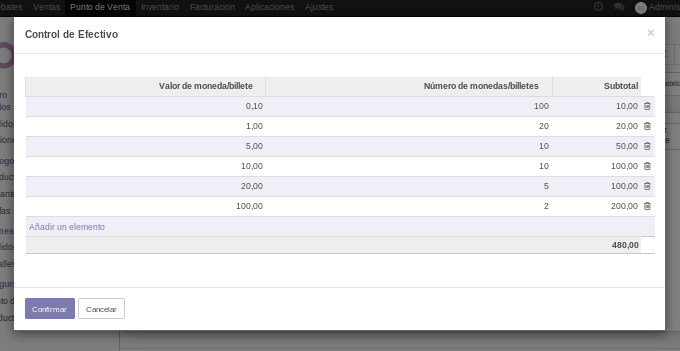 ebates Ventas Punto de Venta Inventario Facturacion Aplicaciones Ajustes Adminis
Control de Efectivo ×
Valor de moneda/billete Número de monedas/billetes Subtotal
0,10 100 10,00
1,00 20 20,00
5,00 10 50,00
10,00 10 100,00
20,00 5 100,00
100,00 2 200,00
Añadir un elemento
480,00
Confirmar Cancelar